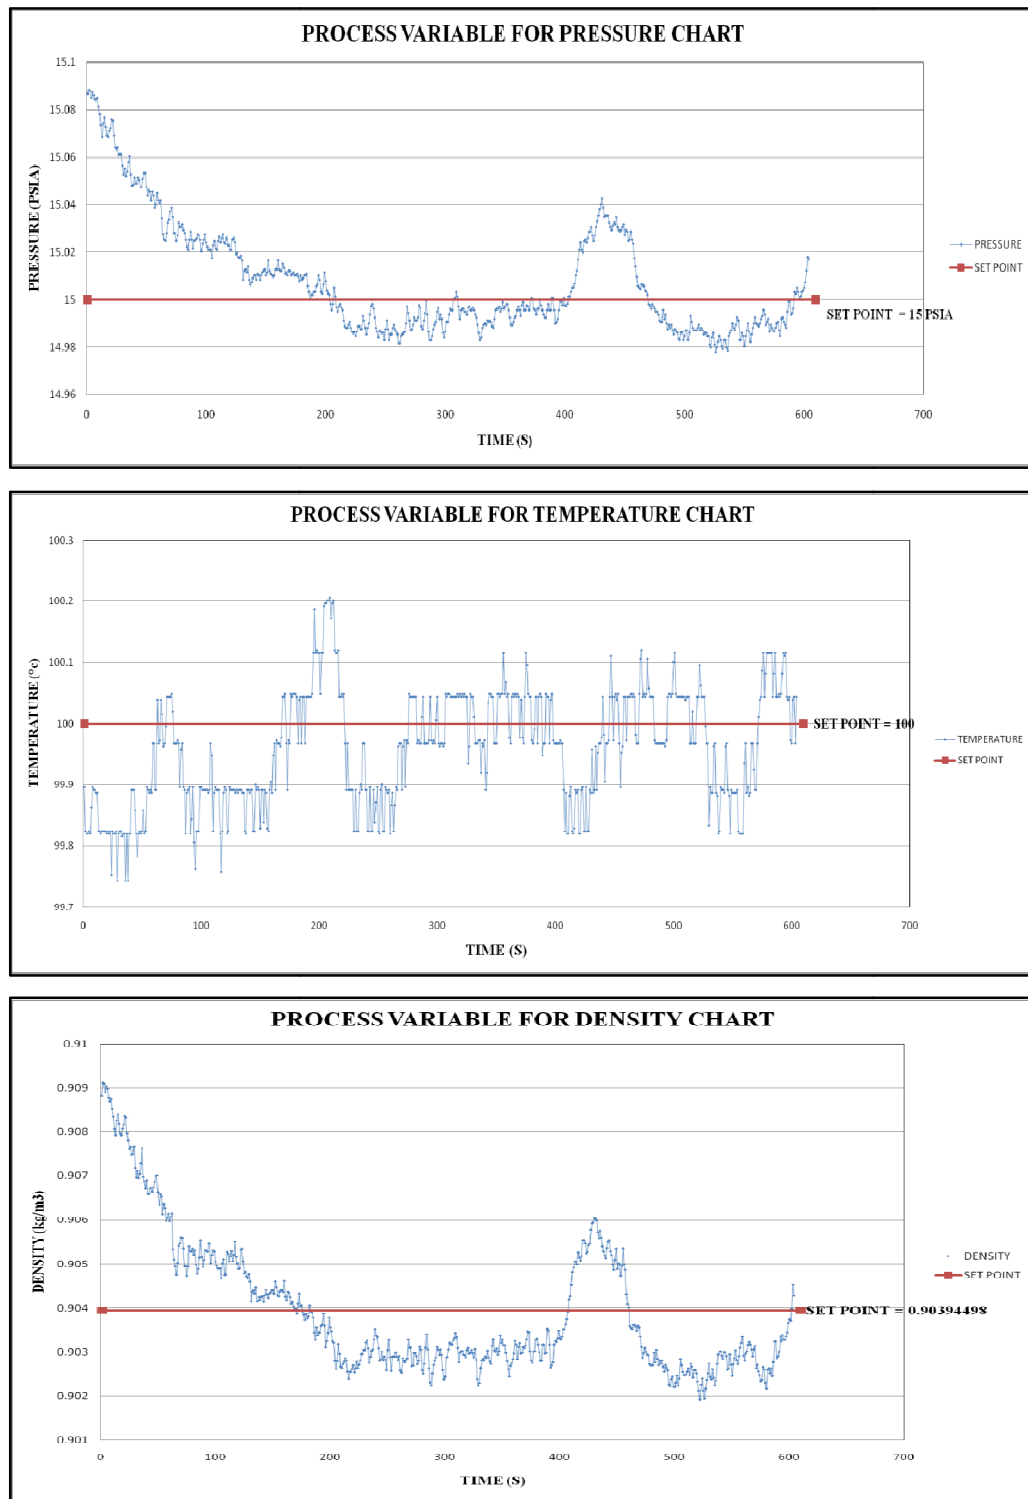 PROCESS VARIABLE FOR PRESSURE CHART
15.1
15.08
15.06
15.04
15.02
15
14.98
14.96
PRESSURE (PSIA)
0 100 200 300 400 500 600 700
TIME (S)
PRESSURE
SET POINT
SET POINT = 15 PSIA
PROCESS VARIABLE FOR TEMPERATURE CHART
100.3
100.2
100.1
100
99.9
99.8
99.7
TEMPERATURE (°c)
0 100 200 300 400 500 600 700
TIME (S)
SET POINT = 100
TEMPERATURE
SET POINT
PROCESS VARIABLE FOR DENSITY CHART
0.91
0.909
0.908
0.907
0.906
0.905
0.904
0.903
0.902
0.901
DENSITY (kg/m3)
0 100 200 300 400 500 600 700
TIME (S)
DENSITY
SET POINT
SET POINT = 0.90394498